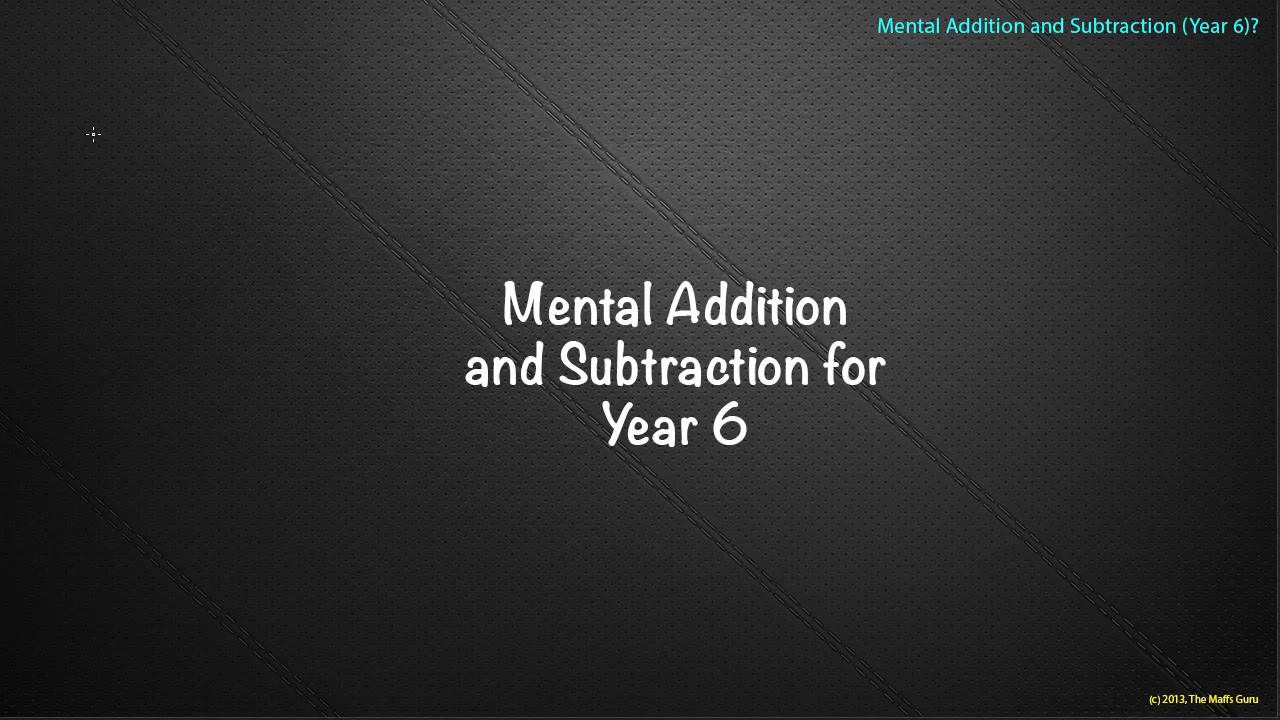 Mental Addition and Subtraction (Year 6)?
Mental Addition
and Subtraction for
Year 6
(c) 2013, The Maffs Guru